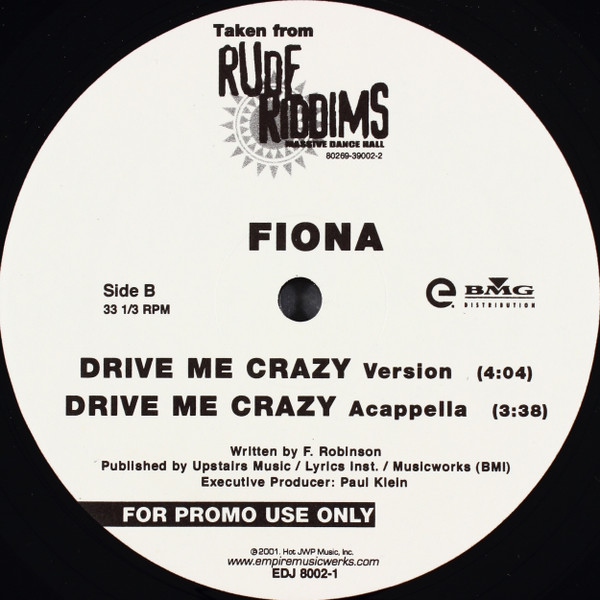 Taken from
RUDE
RIDDIMS
MASSIVE DANCE HALL
80269-39002-2
FIONA
Side B
33 1/3 RPM
e.
BMG
DISTRIBUTION
DRIVE ME CRAZY Version (4:04)
DRIVE ME CRAZY Acappella (3:38)
Written by F. Robinson
Published by Upstairs Music / Lyrics Inst. / Musicworks (BMI)
Executive Producer: Paul Klein
FOR PROMO USE ONLY
℗©2001. Hot JWP Music, Inc.
www.empiremusicwerks.com
EDJ 8002-1